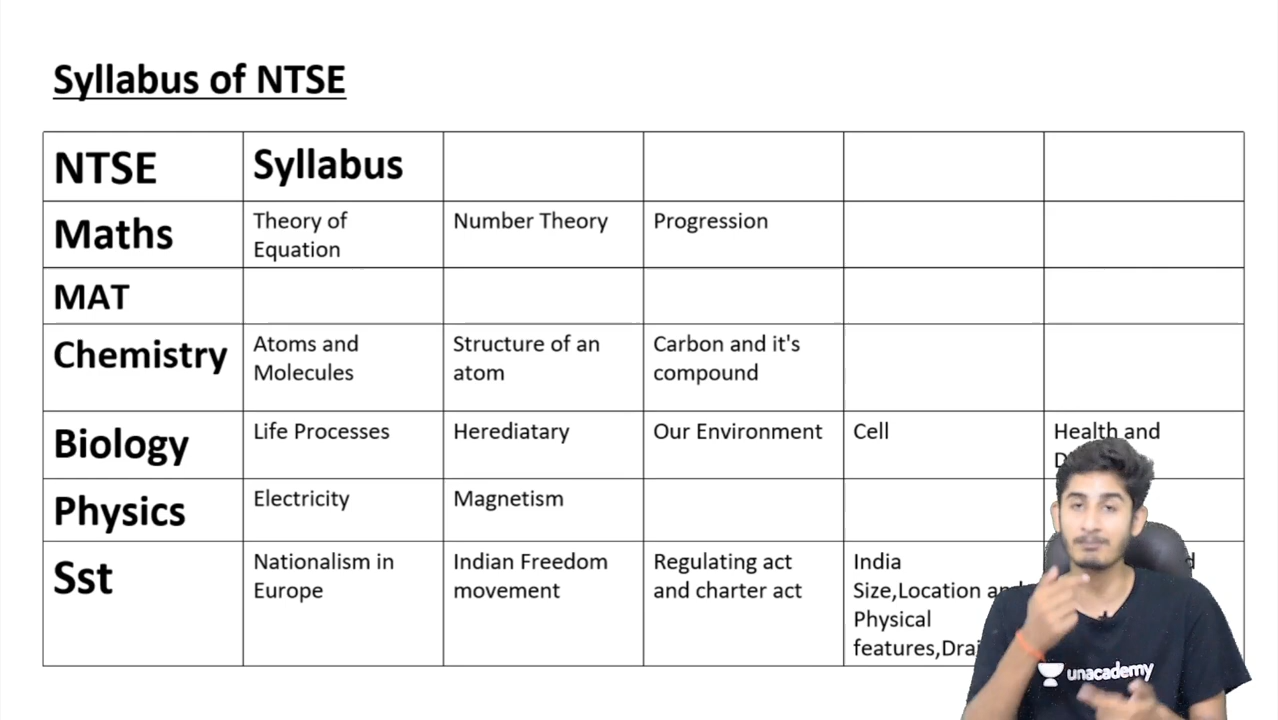 Syllabus of NTSE
NTSE Syllabus
Maths
Theory of
Equation
Number Theory
Progression
MAT
Chemistry
Atoms and
Molecules
Structure of an
atom
Carbon and it's
compound
Biology
Life Processes
Herediatary
Our Environment
Cell
Health and
Physics
Electricity
Magnetism
Sst
Nationalism in
Europe
Indian Freedom
movement
Regulating act
and charter act
India
Size,Location
Physical
unacademy